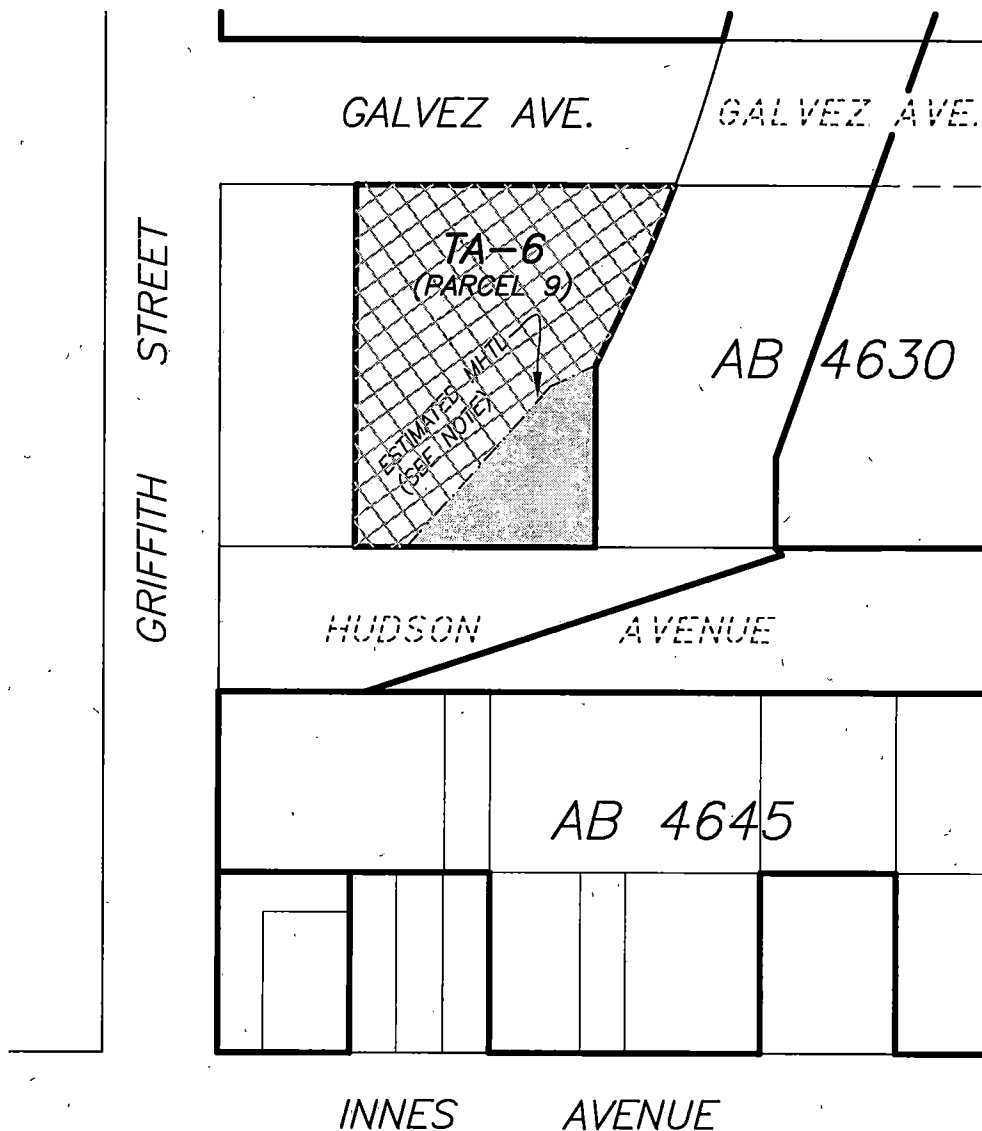 GALVEZ AVE.
GALVEZ AVE.
GRIFFITH STREET
TA-6
(PARCEL 9)
ESTIMATED MHTL
(SEE NOTE)
AB 4630
HUDSON AVENUE
AB 4645
INNES AVENUE